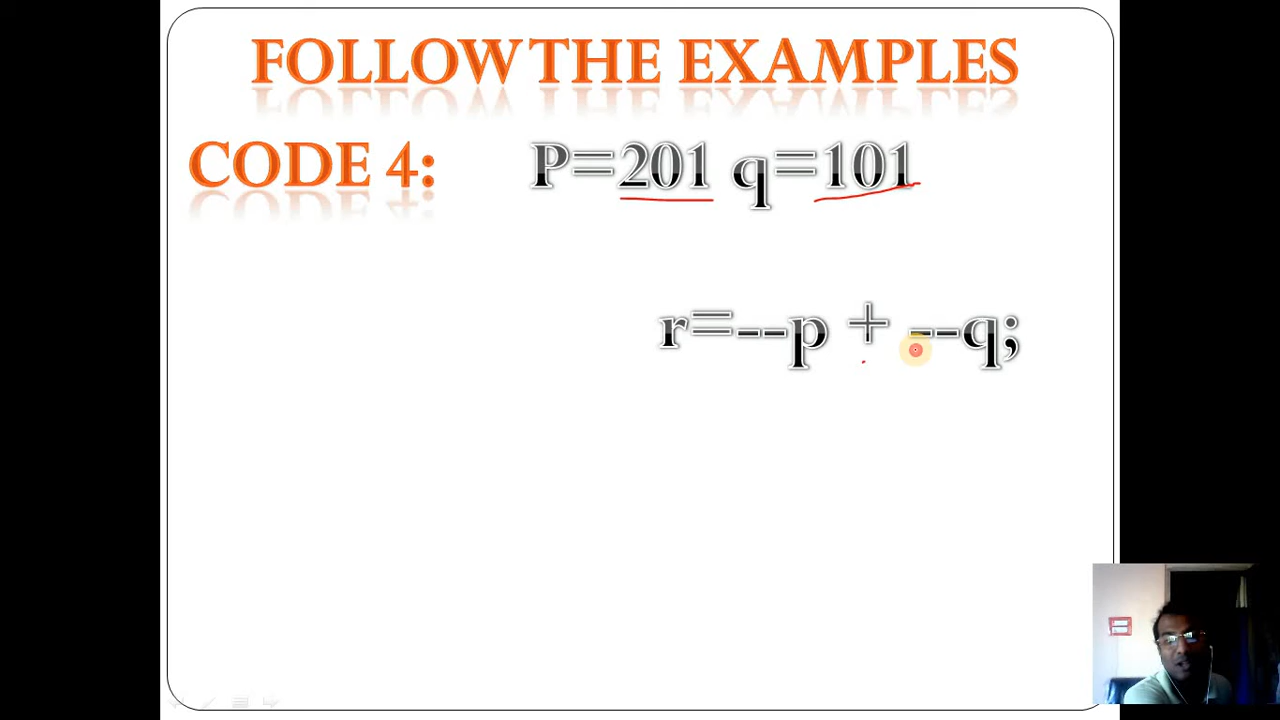 FOLLOW THE EXAMPLES
CODE 4: P=201 q=101
r=--p + --q;